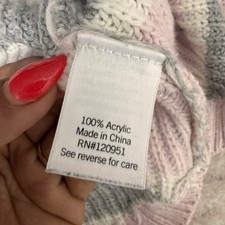 100% Acrylic
Made in China
RN#120951
See reverse for care